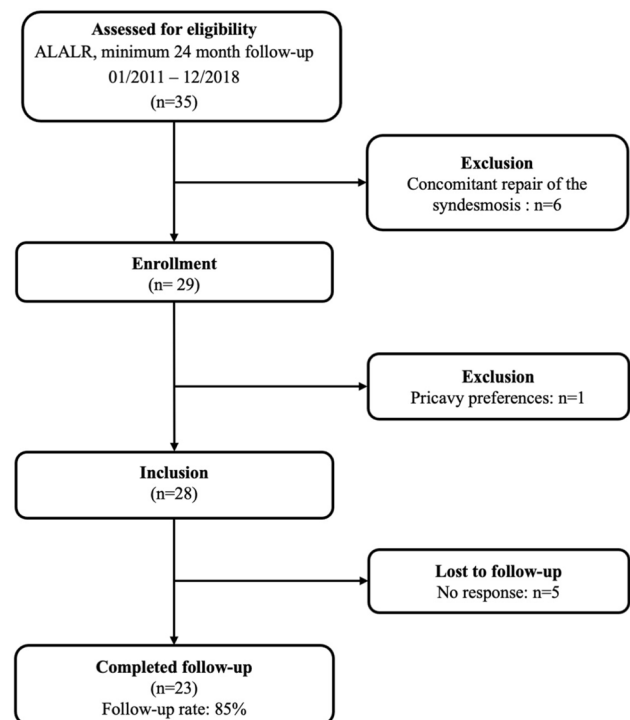 Assessed for eligibility
ALALR, minimum 24 month follow-up
01/2011 – 12/2018
(n=35)
Exclusion
Concomitant repair of the
syndesmosis : n=6
Enrollment
(n= 29)
Exclusion
Pricavy preferences: n=1
Inclusion
(n=28)
Lost to follow-up
No response: n=5
Completed follow-up
(n=23)
Follow-up rate: 85%